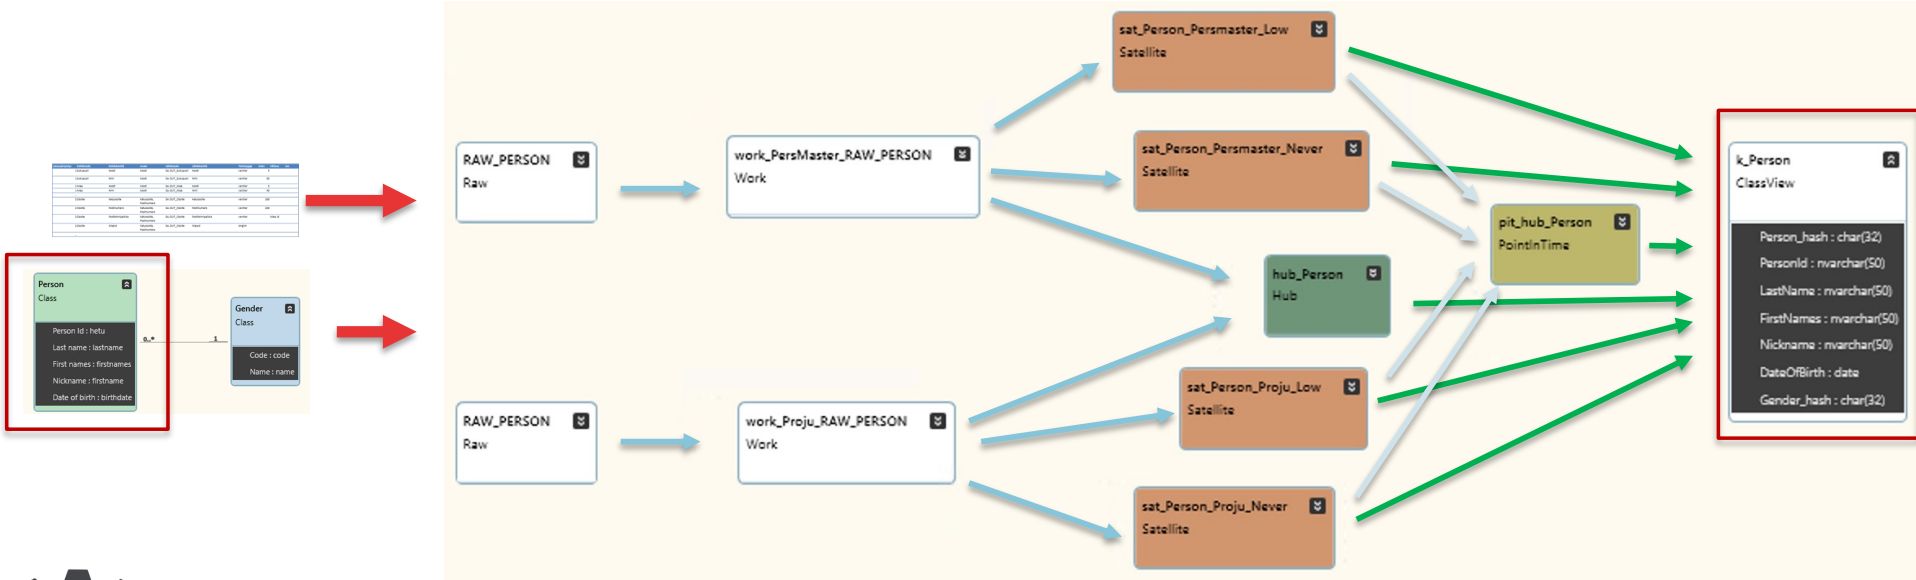 Person
Class
Person Id : hetu
Last name : lastname
First names : firstnames
Nickname : firstname
Date of birth : birthdate
0..*
1
Gender
Class
Code : code
Name : name
RAW_PERSON
Raw
work_PersMaster_RAW_PERSON
Work
RAW_PERSON
Raw
work_Proju_RAW_PERSON
Work
sat_Person_Persmaster_Low
Satellite
sat_Person_Persmaster_Never
Satellite
hub_Person
Hub
sat_Person_Proju_Low
Satellite
sat_Person_Proju_Never
Satellite
pit_hub_Person
PointInTime
k_Person
ClassView
Person_hash : char(32)
PersonId : nvarchar(50)
LastName : nvarchar(50)
FirstNames : nvarchar(50)
Nickname : nvarchar(50)
DateOfBirth : date
Gender_hash : char(32)